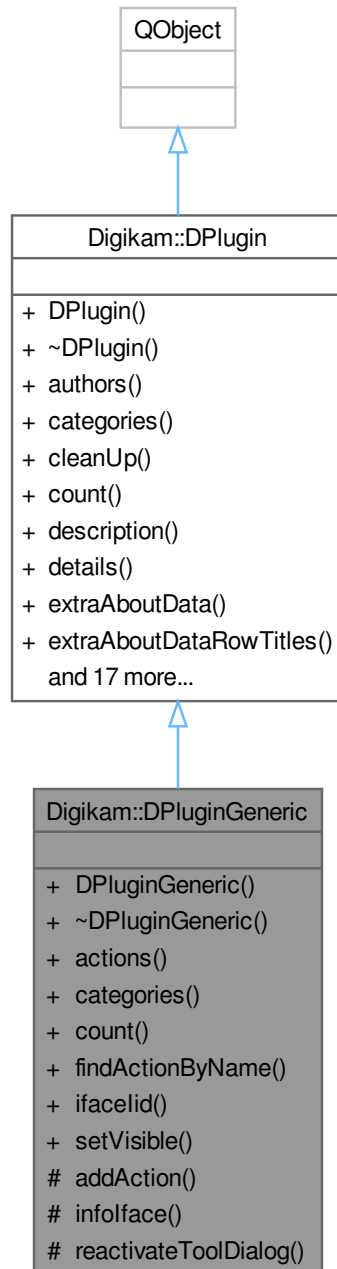 QObject
Digikam::DPlugin
+ DPlugin()
+ ~DPlugin()
+ authors()
+ categories()
+ cleanUp()
+ count()
+ description()
+ details()
+ extraAboutData()
+ extraAboutDataRowTitles()
and 17 more...
Digikam::DPluginGeneric
+ DPluginGeneric()
+ ~DPluginGeneric()
+ actions()
+ categories()
+ count()
+ findActionByName()
+ ifaceIid()
+ setVisible()
# addAction()
# infoIface()
# reactivateToolDialog()